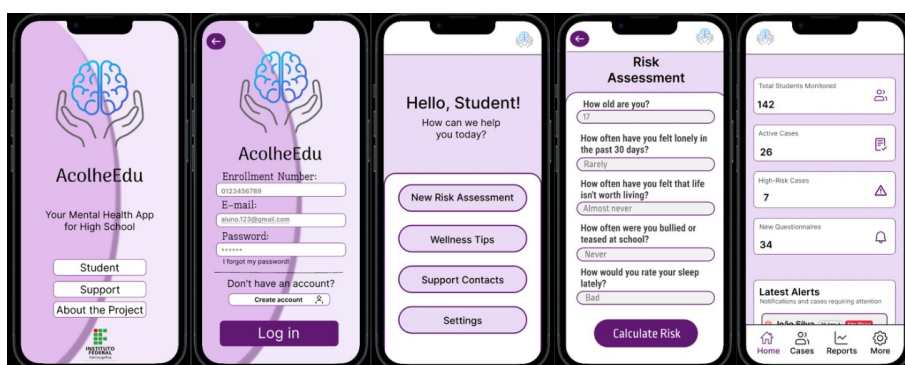 AcolheEdu
Your Mental Health App
for High School
Student
Support
About the Project
INSTITUTO
FEDERAL
AcolheEdu
Enrollment Number:
0123456789
E-mail:
aluno.123@gmail.com
Password:
••••••
I forgot my password!
Don't have an account?
Create account
Log in
Hello, Student!
How can we help
you today?
New Risk Assessment
Wellness Tips
Support Contacts
Settings
Risk
Assessment
How old are you?
17
How often have you felt lonely in
the past 30 days?
Rarely
How often have you felt that life
isn't worth living?
Almost never
How often were you bullied or
teased at school?
Never
How would you rate your sleep
lately?
Bad
Calculate Risk
Total Students Monitored
142
Active Cases
26
High-Risk Cases
7
New Questionnaires
34
Latest Alerts
Notifications and cases requiring attention
João Silva
Home
Cases
Reports
More